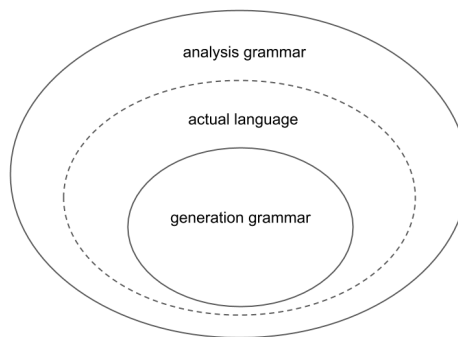 analysis grammar
actual language
generation grammar